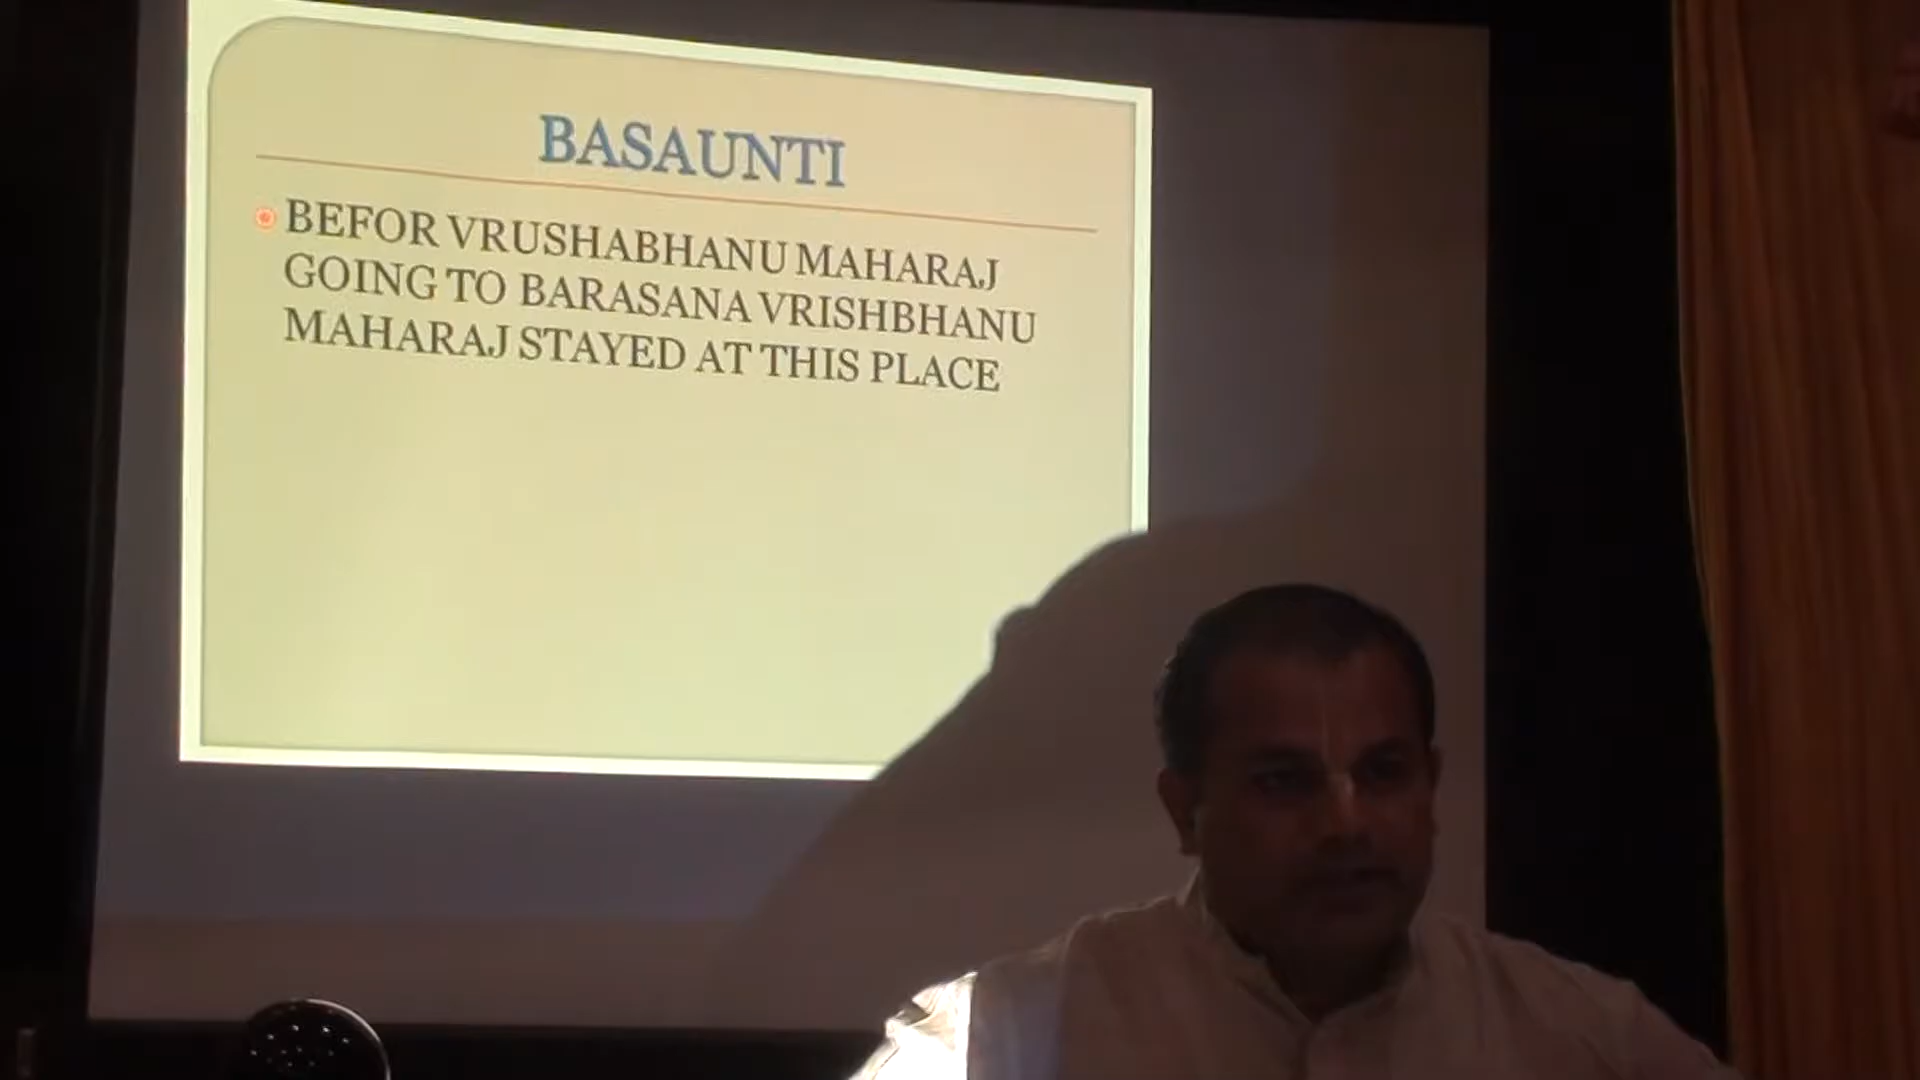 BASAUNTI
BEFOR VRUSHABHANU MAHARAJ
GOING TO BARASANA VRISHBHANU
MAHARAJ STAYED AT THIS PLACE